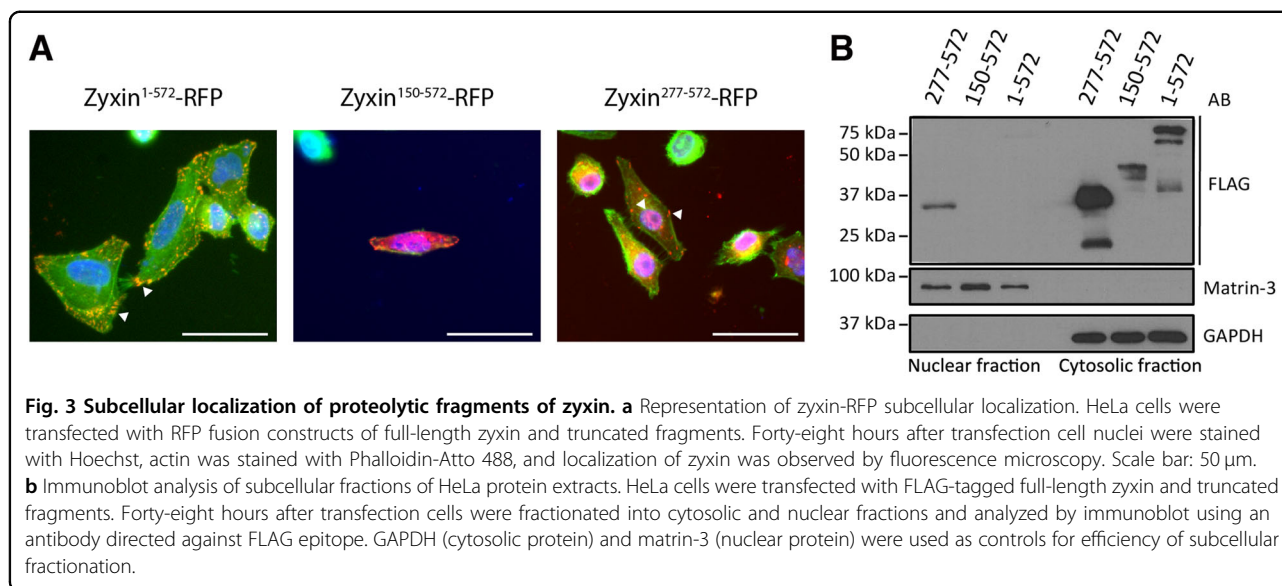 A
Zyxin1-572-RFP
Zyxin150-572-RFP
Zyxin277-572-RFP
B
277-572
150-572
1-572
277-572
150-572
1-572
AB
75 kDa
50 kDa
37 kDa
25 kDa
FLAG
100 kDa
Matrin-3
37 kDa
GAPDH
Nuclear fraction Cytosolic fraction
Fig. 3 Subcellular localization of proteolytic fragments of zyxin. a Representation of zyxin-RFP subcellular localization. HeLa cells were
transfected with RFP fusion constructs of full-length zyxin and truncated fragments. Forty-eight hours after transfection cell nuclei were stained
with Hoechst, actin was stained with Phalloidin-Atto 488, and localization of zyxin was observed by fluorescence microscopy. Scale bar: 50 µm.
b Immunoblot analysis of subcellular fractions of HeLa protein extracts. HeLa cells were transfected with FLAG-tagged full-length zyxin and truncated
fragments. Forty-eight hours after transfection cells were fractionated into cytosolic and nuclear fractions and analyzed by immunoblot using an
antibody directed against FLAG epitope. GAPDH (cytosolic protein) and matrin-3 (nuclear protein) were used as controls for efficiency of subcellular
fractionation.